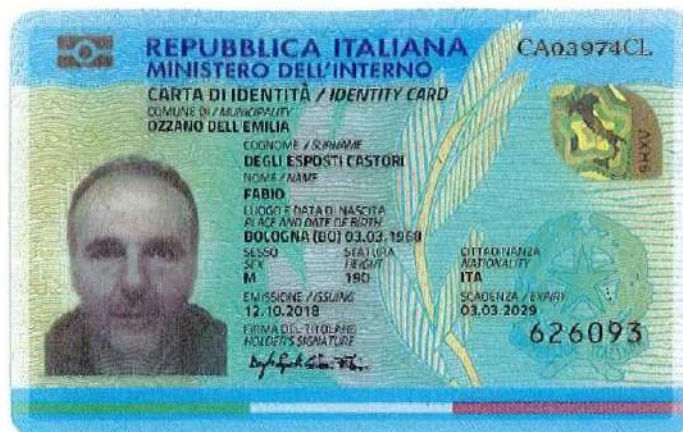 REPUBBLICA ITALIANA
CA03974CL
MINISTERO DELL'INTERNO
CARTA DI IDENTITÀ / IDENTITY CARD
COMUNE DI / MUNICIPALITY
OZZANO DELL EMILIA
COGNOME / SURNAME
DEGLI ESPOSTI CASTORI
NOME / NAME
FABIO
LUOGO E DATA DI NASCITA
PLACE AND DATE OF BIRTH
BOLOGNA (BO) 03.03.1968
SESSO STATURA CITTADINANZA
SEX HEIGHT NATIONALITY
M 190 ITA
EMISSIONE / ISSUING SCADENZA / EXPIRY
12.10.2018 03.03.2029
FIRMA DEL TITOLARE
HOLDER'S SIGNATURE
626093